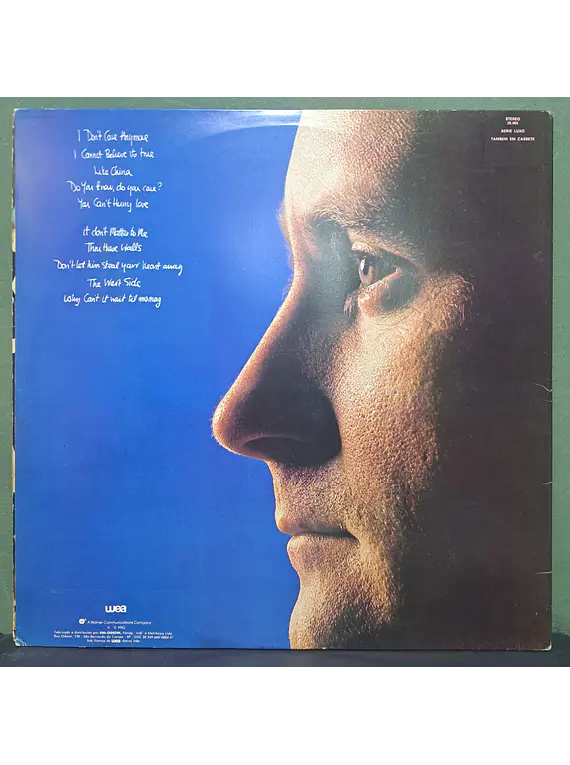 I Don't Care Anymore
I Cannot Believe it's true
Like China
Do You know, do you care?
You Can't Hurry love
it don't Matter to Me
Thru these Walls
Don't let him Steal your heart away
The West Side
Why Can't it wait til morning
STEREO
SERIE LUXO
TAMBÉM EM CASSETE
wea
A Warner Communications Company
℗ © 1982